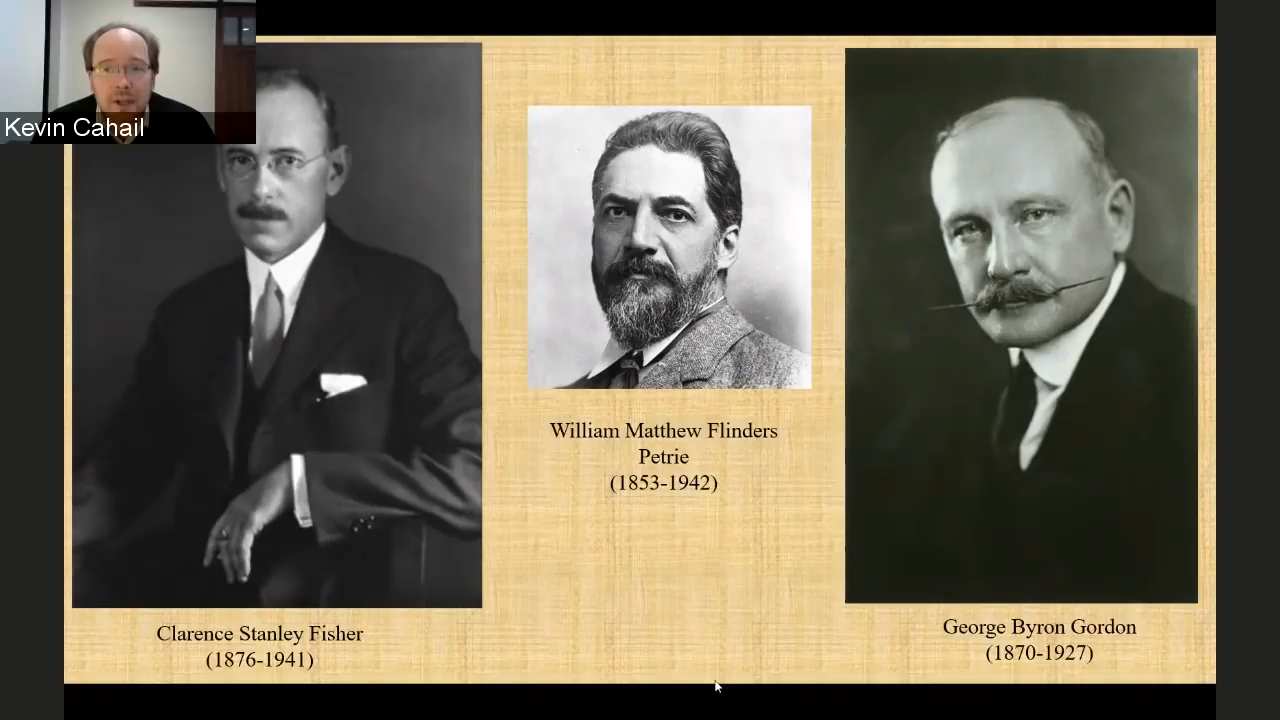 Kevin Cahail
William Matthew Flinders
Petrie
(1853-1942)
Clarence Stanley Fisher
(1876-1941)
George Byron Gordon
(1870-1927)